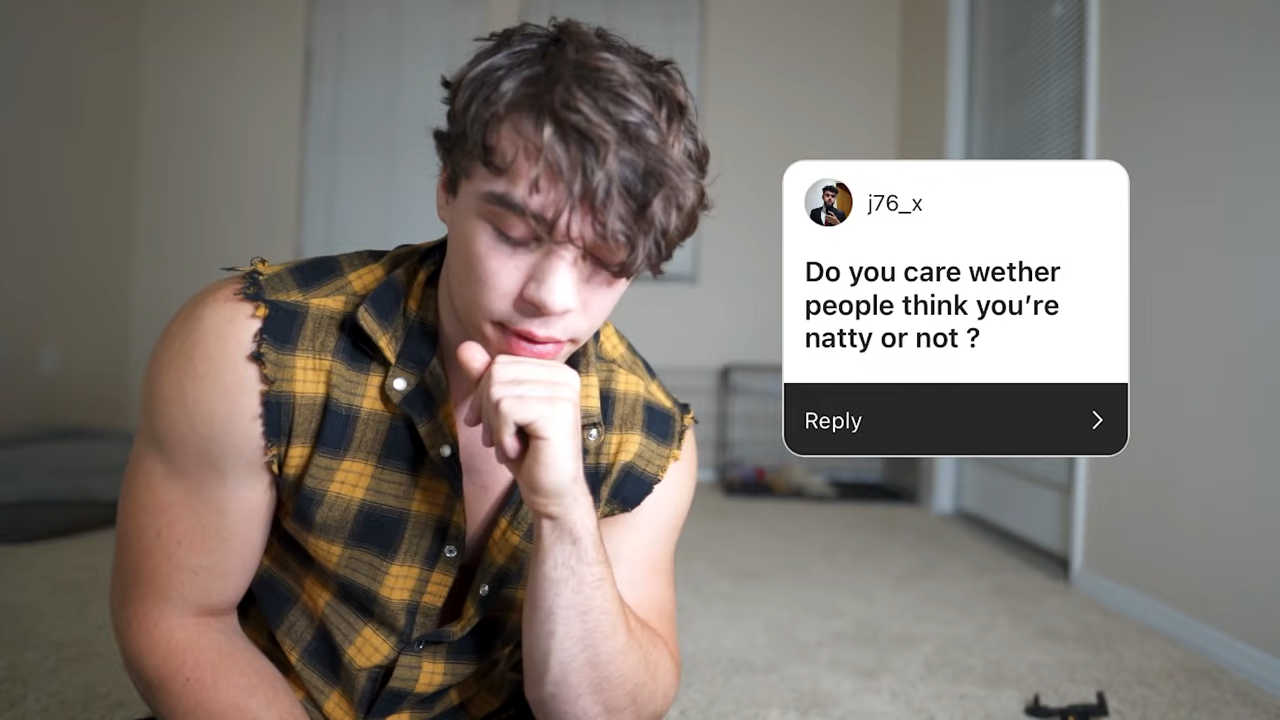 j76_x
Do you care wether
people think you’re
natty or not ?
Reply